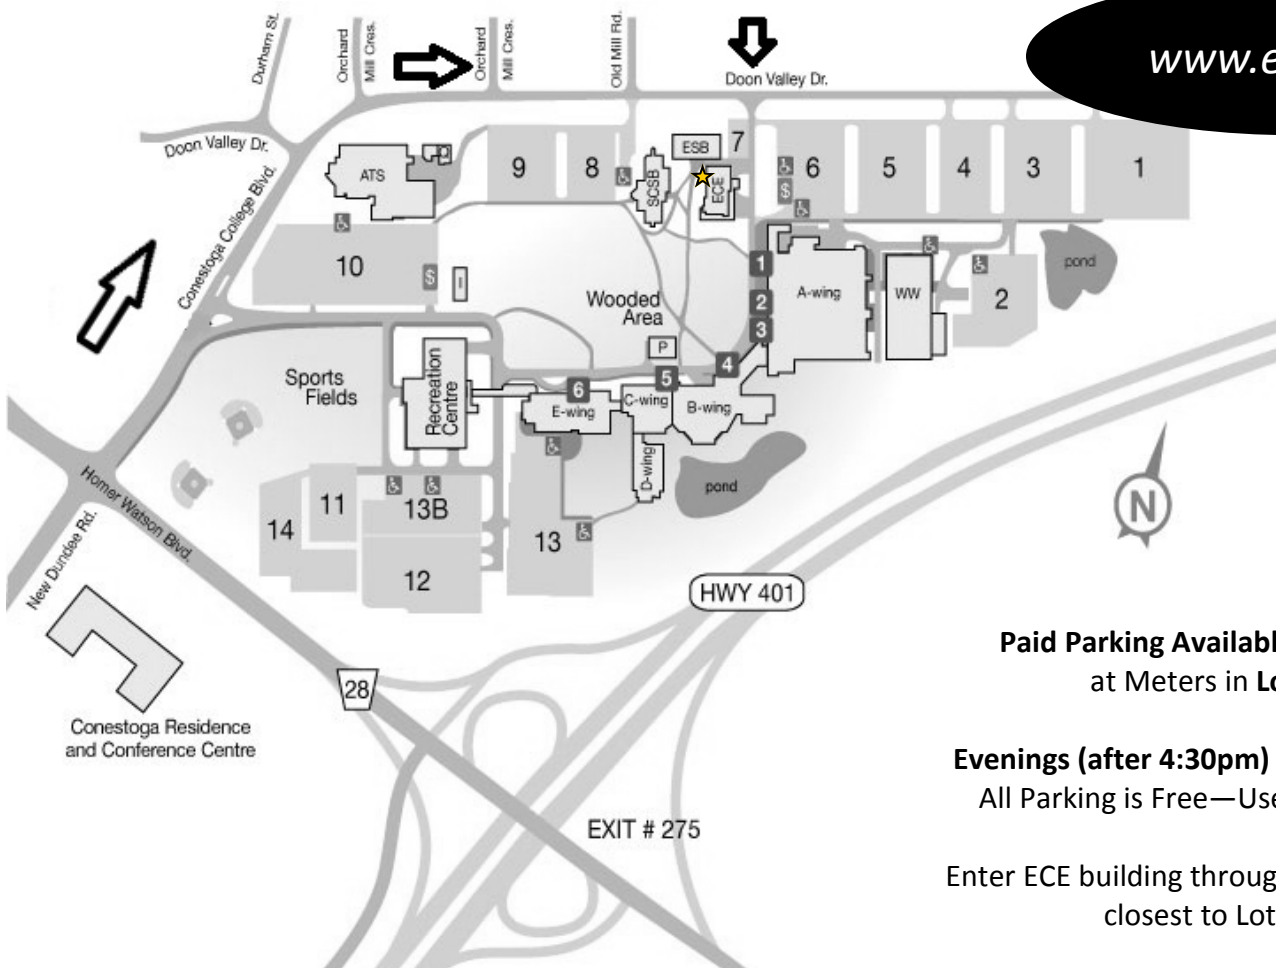 Durham St.
Orchard
Mill Cres.
Orchard
Mill Cres.
Old Mill Rd.
Doon Valley Dr.
www.e
Doon Valley Dr.
Conestoga College Blvd.
ATS
9
8
SCSB
ESB
ECE
7
6
5
4
3
1
$
10
$
I
Wooded
Area
1
2
3
4
5
6
A-wing
WW
2
pond
P
Sports
Fields
Recreation
Centre
E-wing
C-wing
B-wing
D-wing
pond
N
11
14
13B
12
13
Homer Watson Blvd.
New Dundee Rd.
HWY 401
28
EXIT # 275
Conestoga Residence
and Conference Centre
Paid Parking Availabl
at Meters in Lo
Evenings (after 4:30pm)
All Parking is Free—Use
Enter ECE building throug
closest to Lot